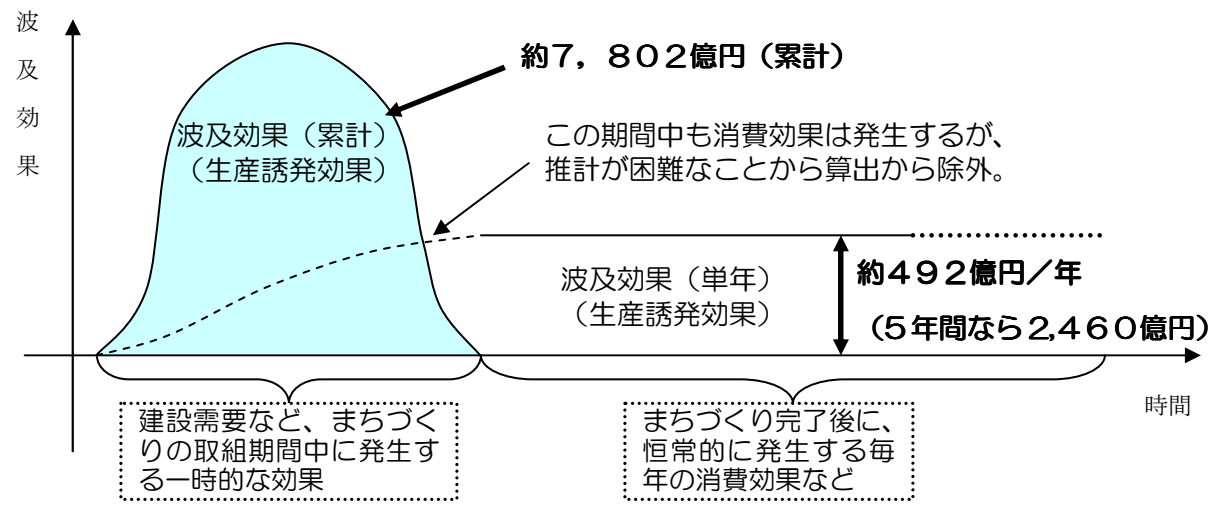 波及効果
約7，802億円（累計）
波及効果（累計）
（生産誘発効果）
この期間中も消費効果は発生するが、
推計が困難なことから算出から除外。
波及効果（単年）
（生産誘発効果）
約492億円／年
（5年間なら2,460億円）
時間
建設需要など、まちづく
りの取組期間中に発生す
る一時的な効果
まちづくり完了後に、
恒常的に発生する毎
年の消費効果など